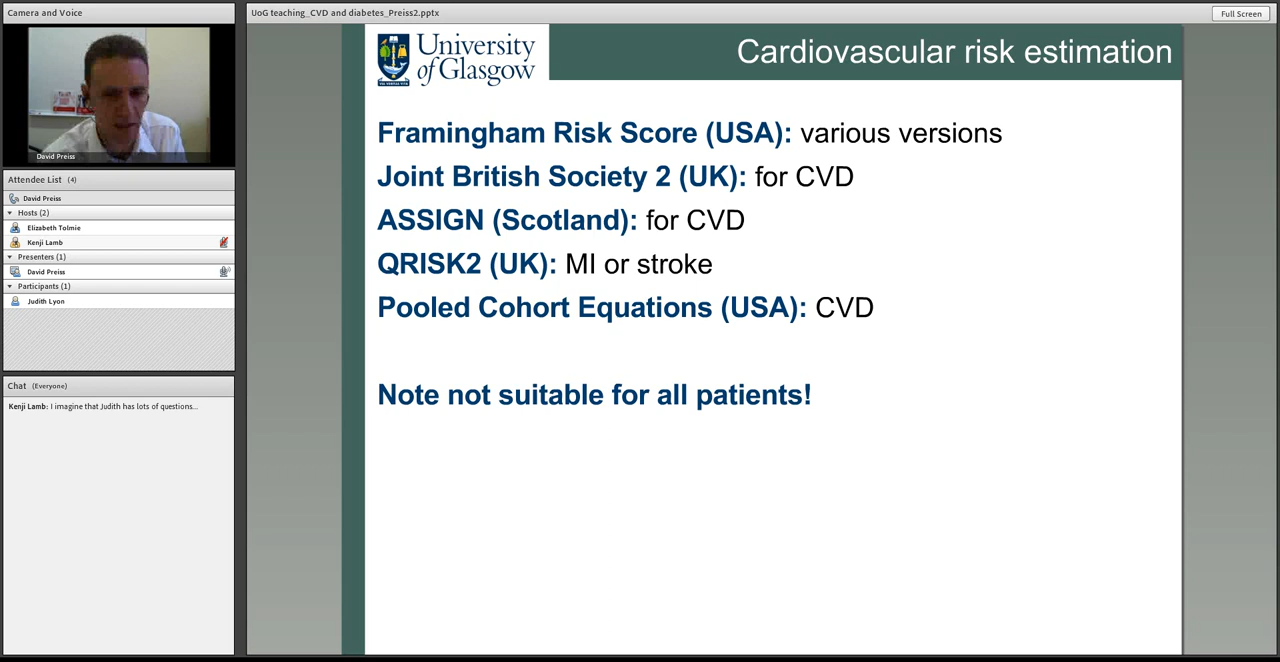 Camera and Voice
David Preiss
Attendee List (4)
David Preiss
Hosts (2)
Elizabeth Tolmie
Kenji Lamb
Presenters (1)
David Preiss
Participants (1)
Judith Lyon
Chat (Everyone)
Kenji Lamb: I imagine that Judith has lots of questions...
UoG teaching_CVD and diabetes_Preiss2.pptx
Full Screen
University
of Glasgow
Cardiovascular risk estimation
Framingham Risk Score (USA): various versions
Joint British Society 2 (UK): for CVD
ASSIGN (Scotland): for CVD
QRISK2 (UK): MI or stroke
Pooled Cohort Equations (USA): CVD
Note not suitable for all patients!